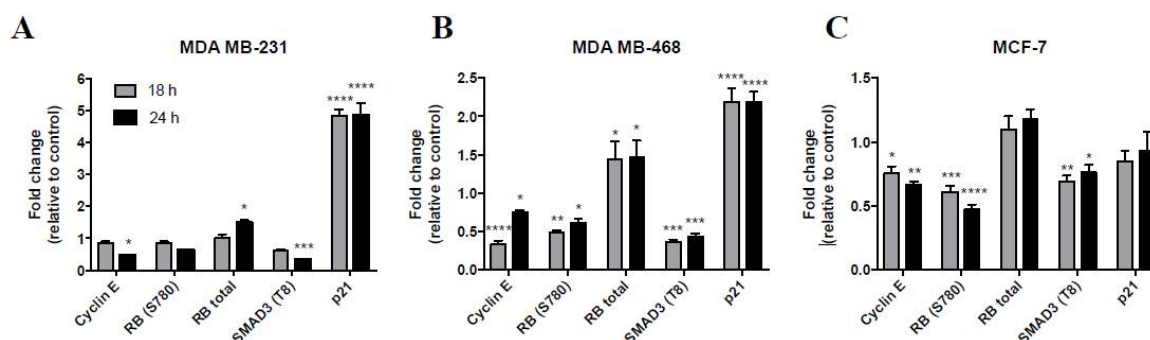 A
MDA MB-231
Fold change
(relative to control)
6
5
4
3
2
1
0
18 h
24 h
*
*
***
****
****
Cyclin E
RB (S780)
RB total
SMAD3 (T8)
p21
B
MDA MB-468
Fold change
(relative to control)
2.5
2.0
1.5
1.0
0.5
0.0
****
*
**
*
*
*
***
***
****
****
Cyclin E
RB (S780)
RB total
SMAD3 (T8)
p21
C
MCF-7
Fold change
(relative to control)
1.5
1.0
0.5
0.0
*
**
***
****
**
*
Cyclin E
RB (S780)
RB total
SMAD3 (T8)
p21